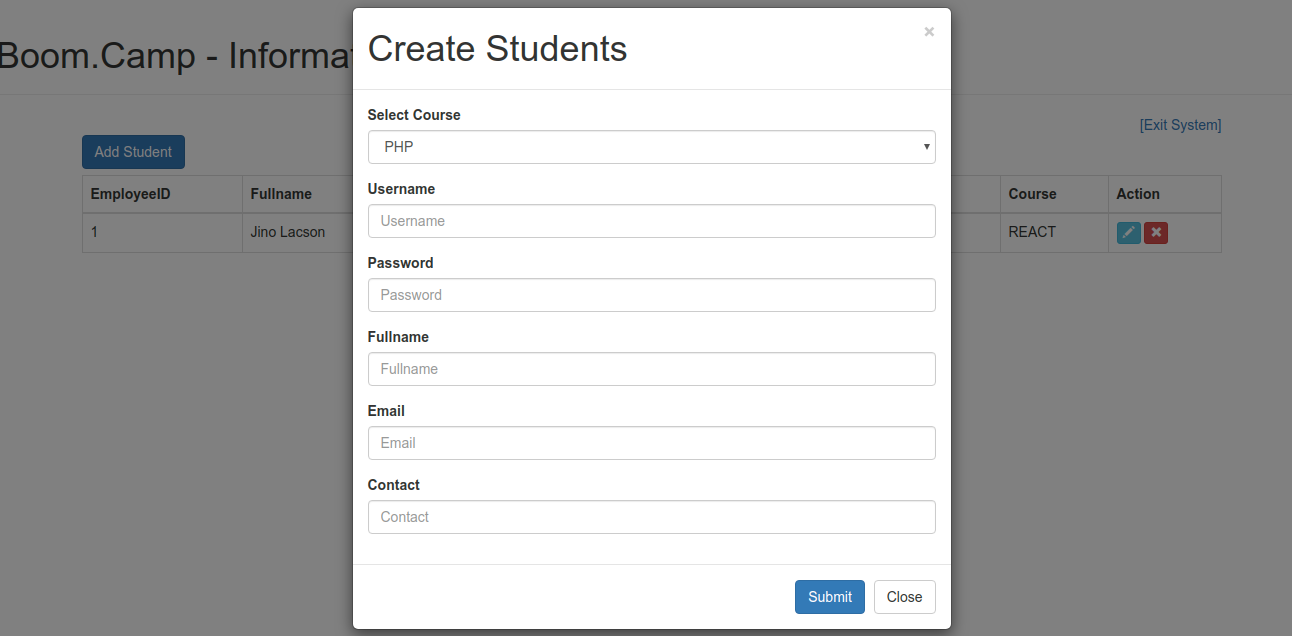 Boom.Camp - Informat
[Exit System]
Add Student
EmployeeID Fullname Course Action
1 Jino Lacson REACT
Create Students
×
Select Course
PHP
Username
Username
Password
Password
Fullname
Fullname
Email
Email
Contact
Contact
Submit Close